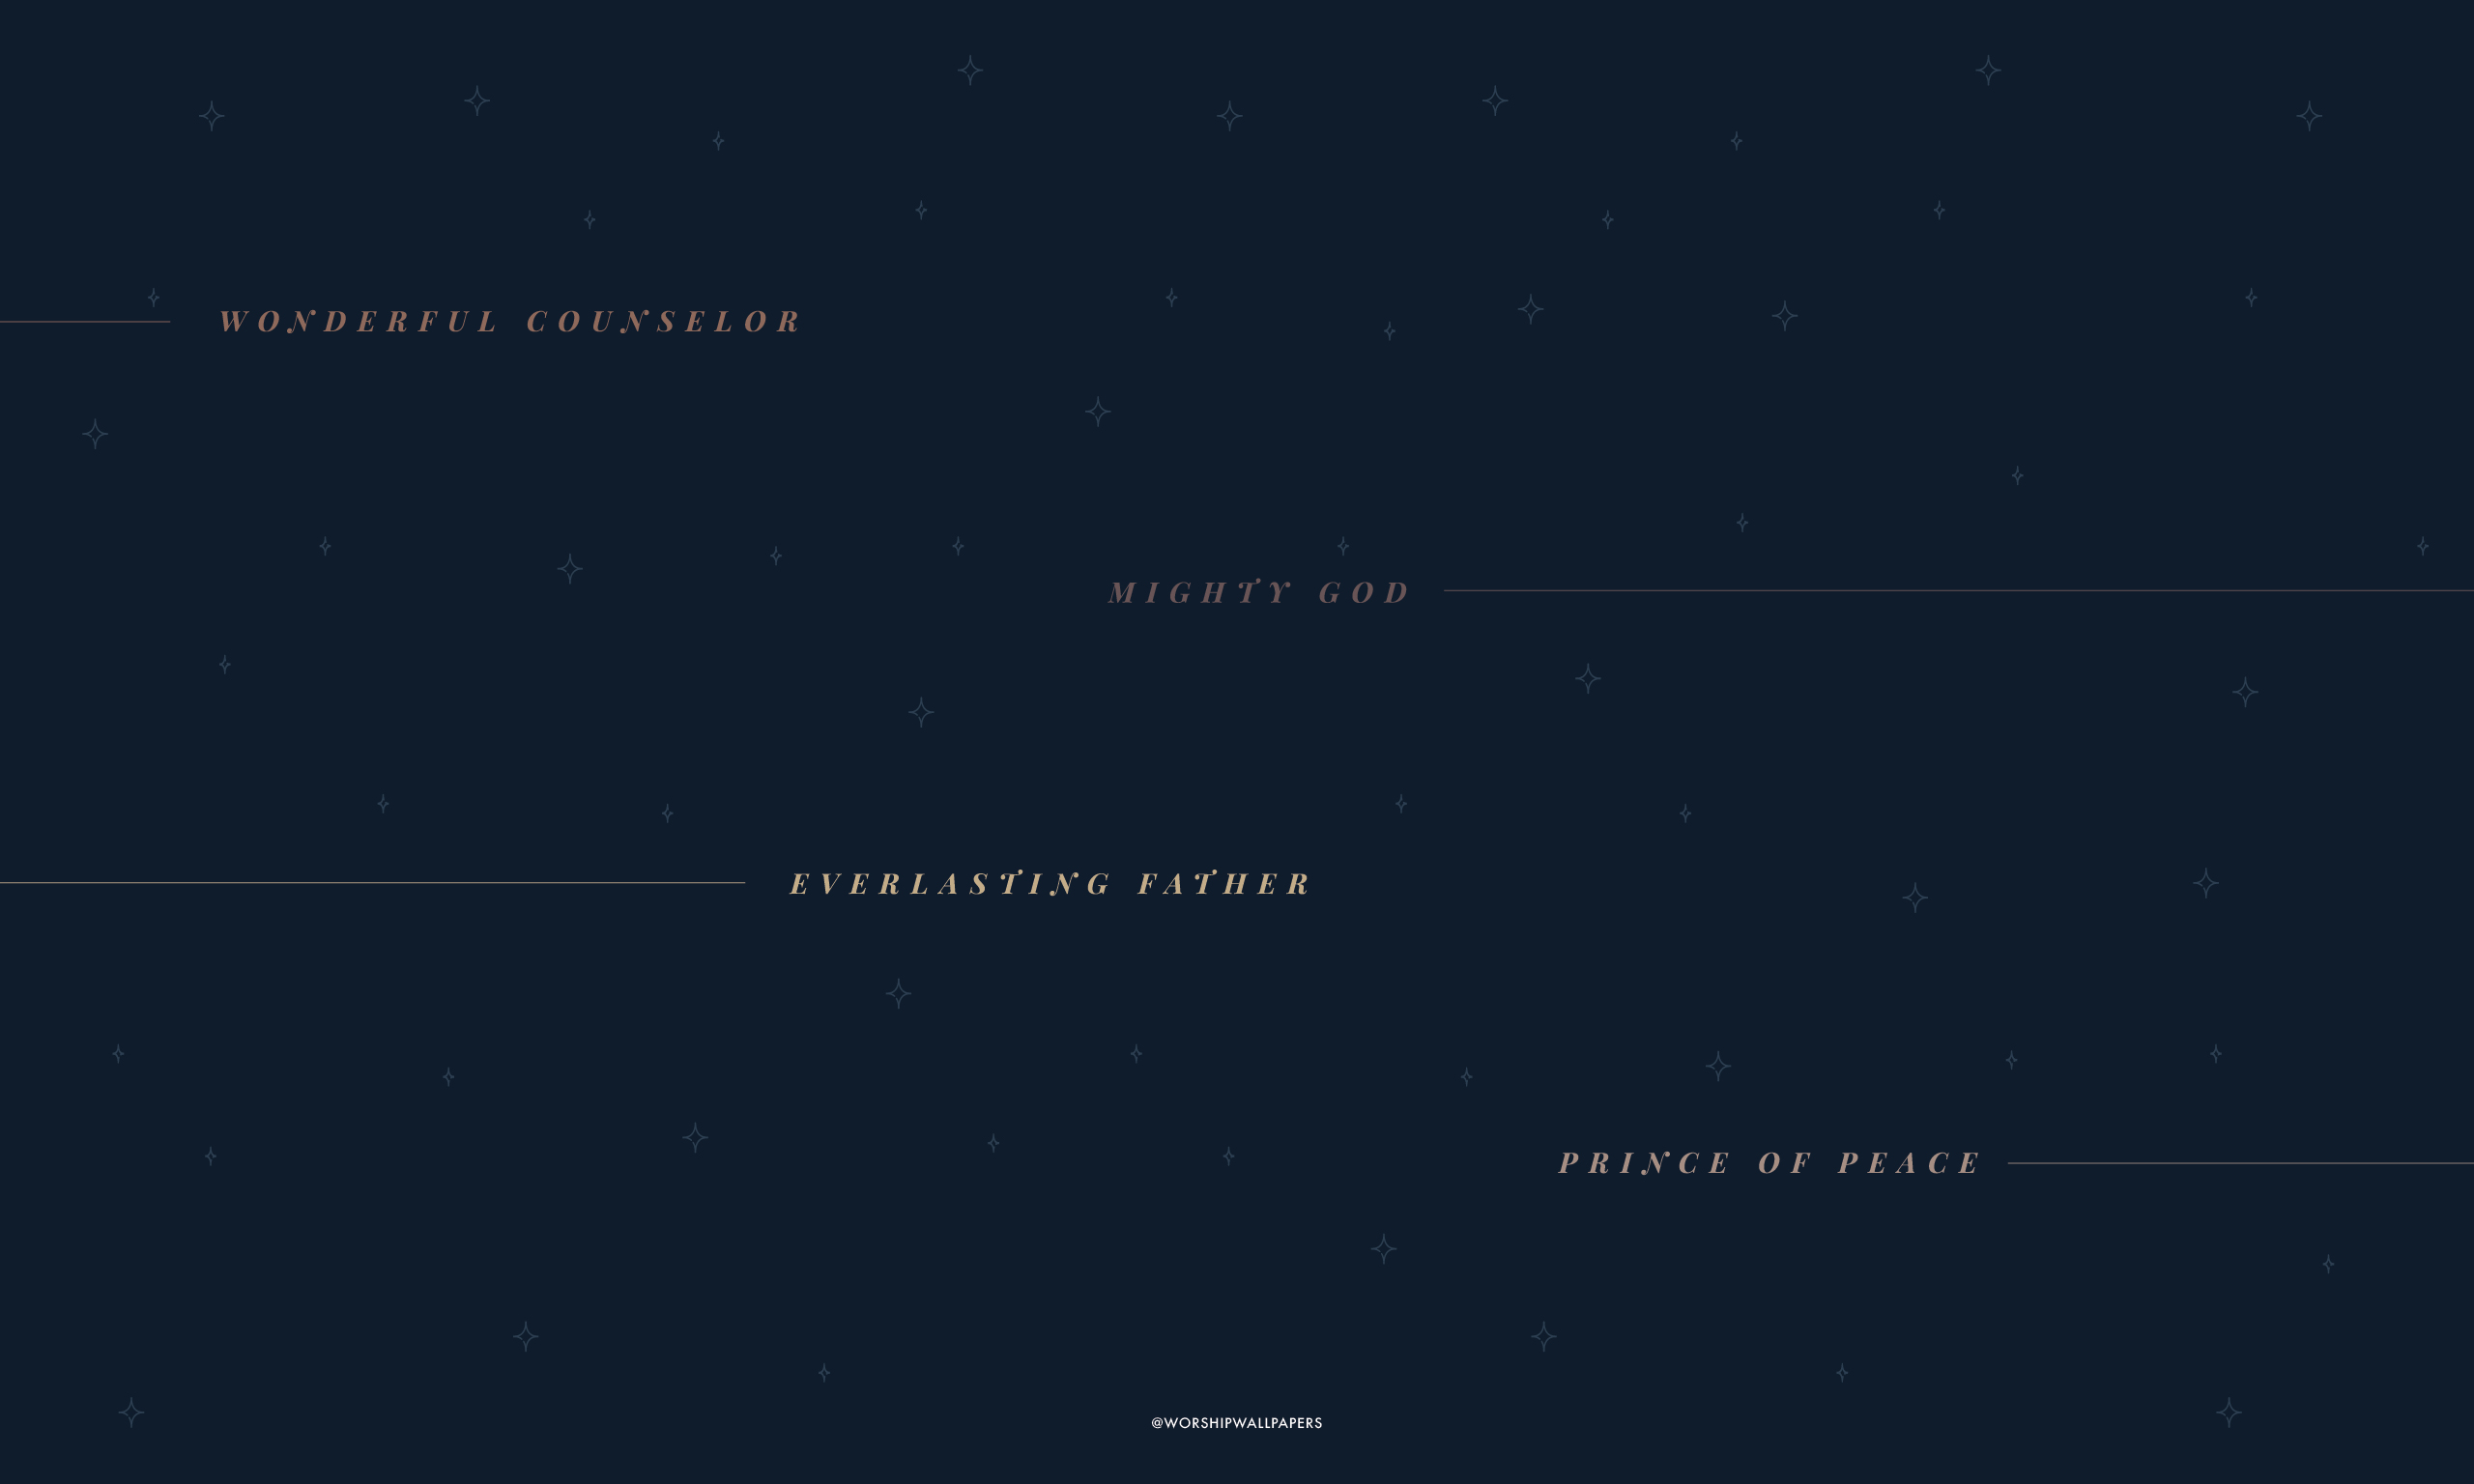 WONDERFUL COUNSELOR
MIGHTY GOD
EVERLASTING FATHER
PRINCE OF PEACE
@WORSHIPWALLPAPERS